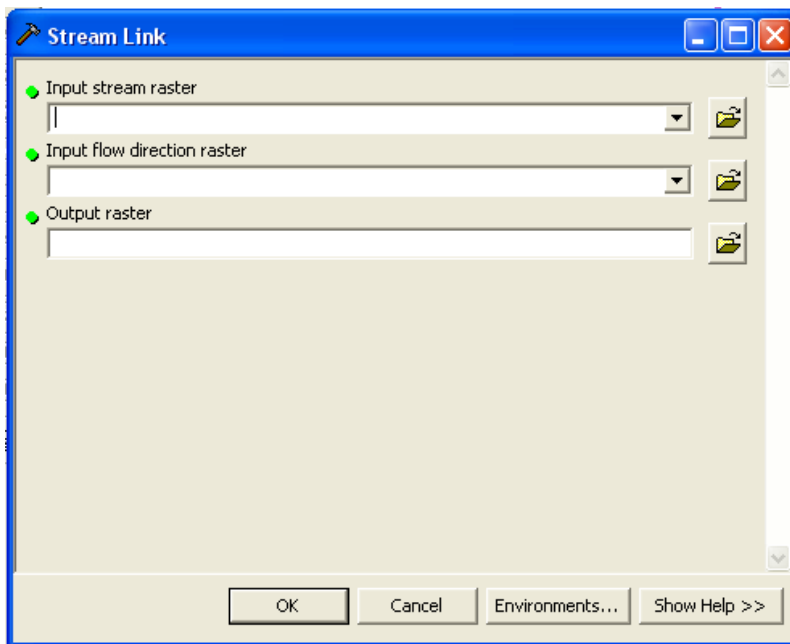 Stream Link
Input stream raster
Input flow direction raster
Output raster
OK Cancel Environments... Show Help >>